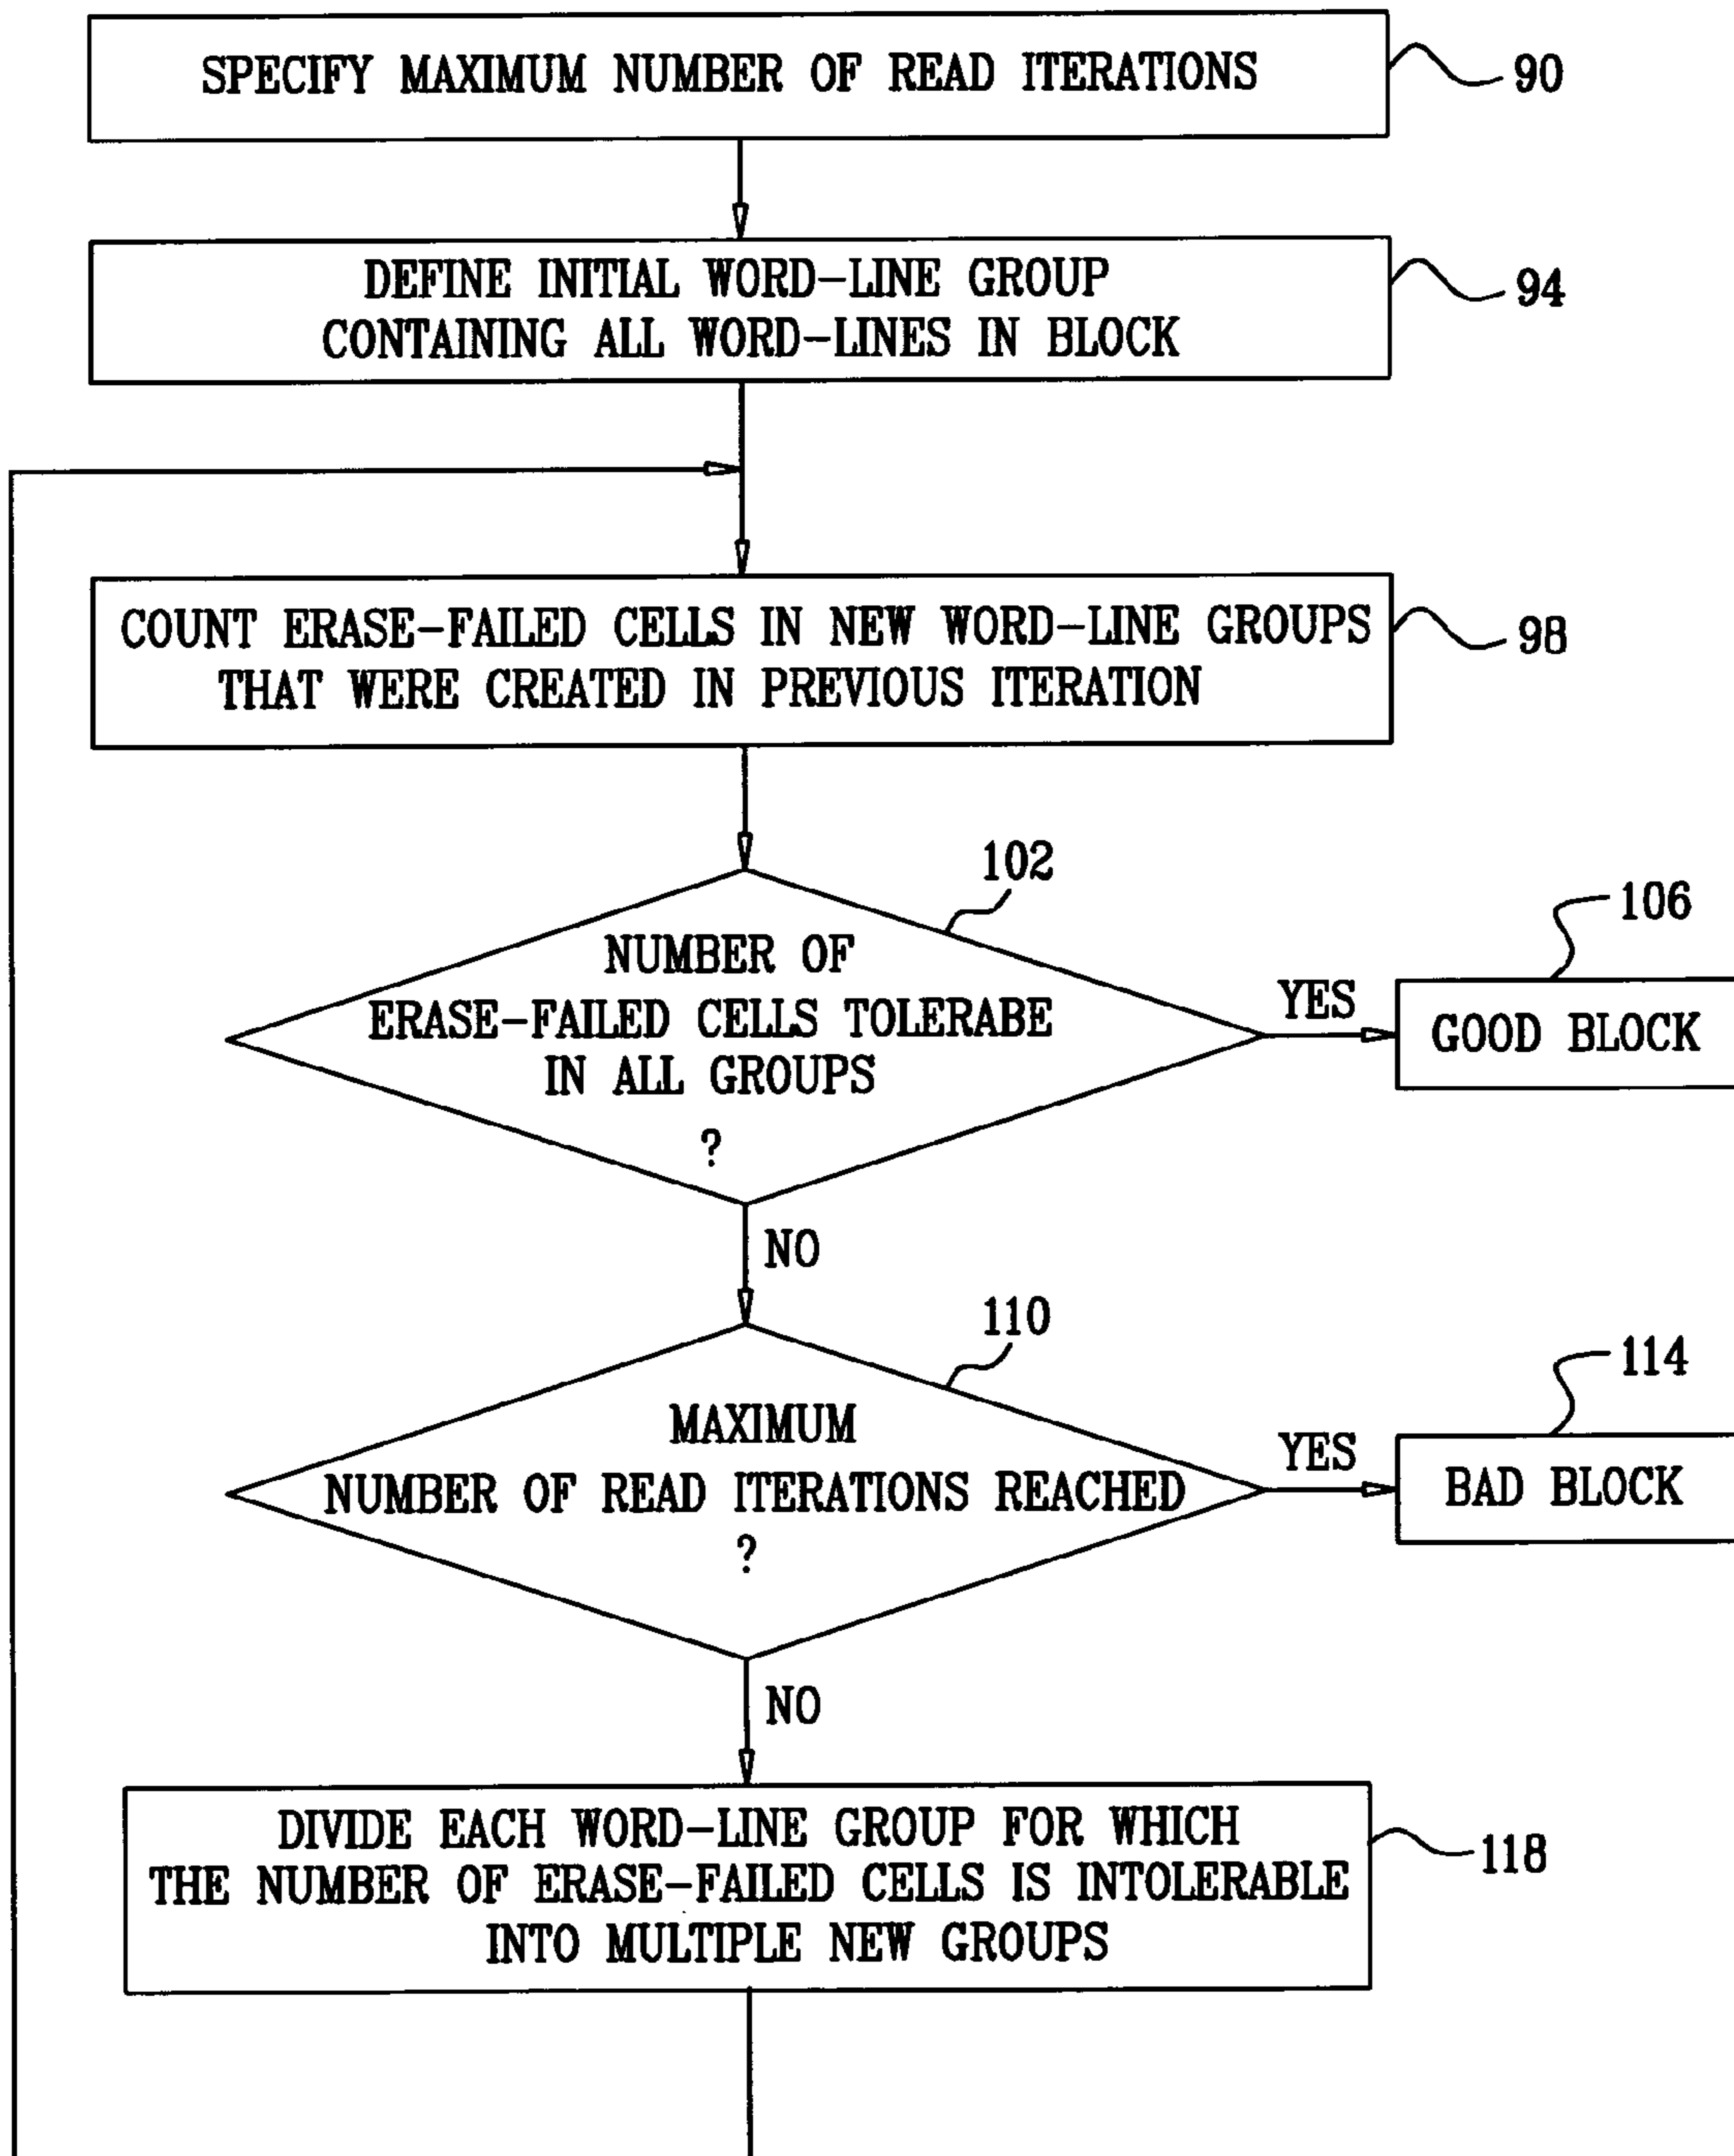 SPECIFY MAXIMUM NUMBER OF READ ITERATIONS
90
DEFINE INITIAL WORD-LINE GROUP
CONTAINING ALL WORD-LINES IN BLOCK
94
COUNT ERASE-FAILED CELLS IN NEW WORD-LINE GROUPS
THAT WERE CREATED IN PREVIOUS ITERATION
98
102
NUMBER OF
ERASE-FAILED CELLS TOLERABE
IN ALL GROUPS
?
YES
106
GOOD BLOCK
NO
110
MAXIMUM
NUMBER OF READ ITERATIONS REACHED
?
YES
114
BAD BLOCK
NO
DIVIDE EACH WORD-LINE GROUP FOR WHICH
THE NUMBER OF ERASE-FAILED CELLS IS INTOLERABLE
INTO MULTIPLE NEW GROUPS
118